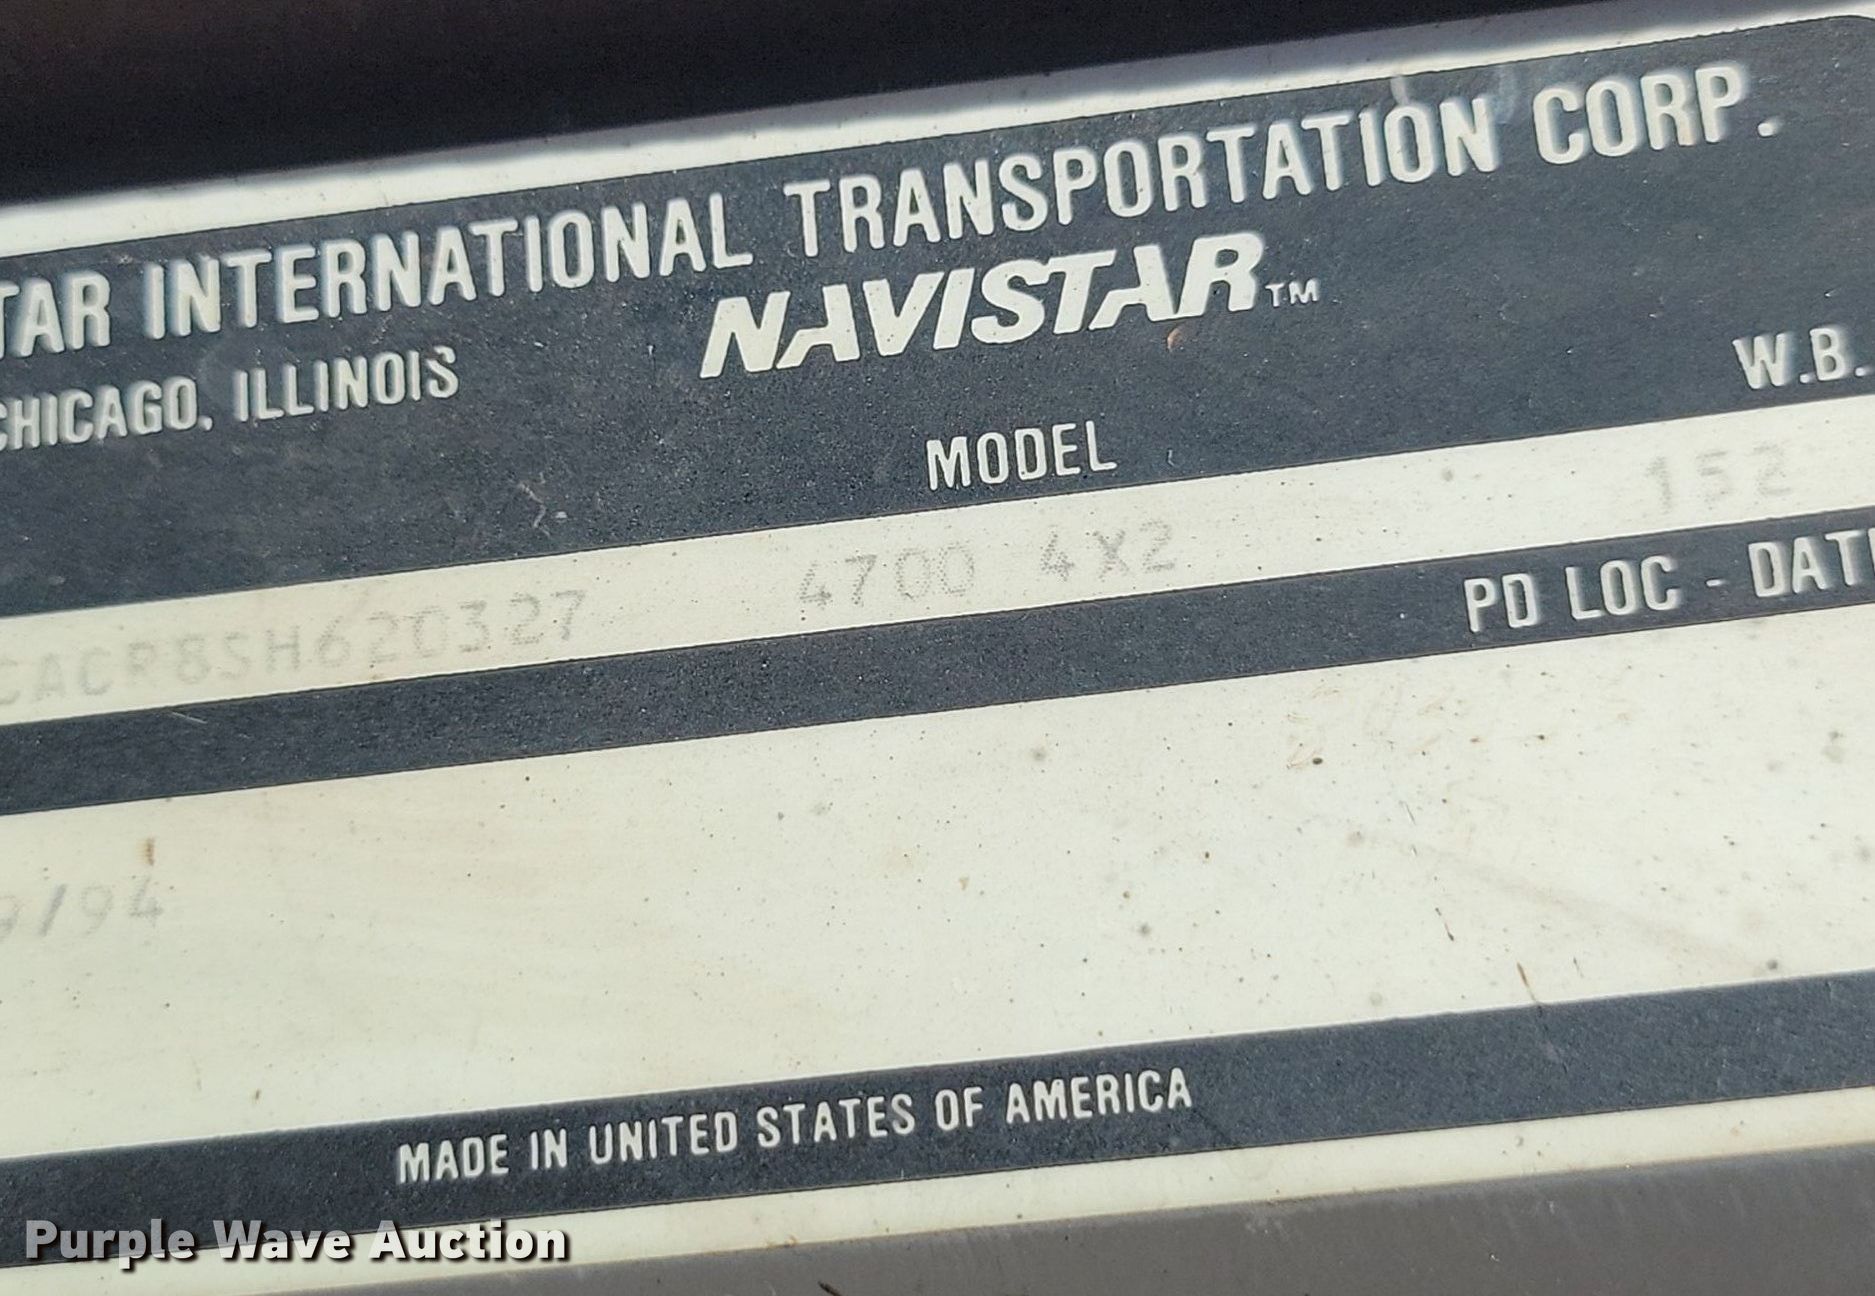 TAR INTERNATIONAL TRANSPORTATION CORP.
CHICAGO, ILLINOIS
NAVISTAR™
MODEL
W.B.
CACR8SH620327 4700 4X2 152
PD LOC - DAT
9/94
MADE IN UNITED STATES OF AMERICA
Purple Wave Auction